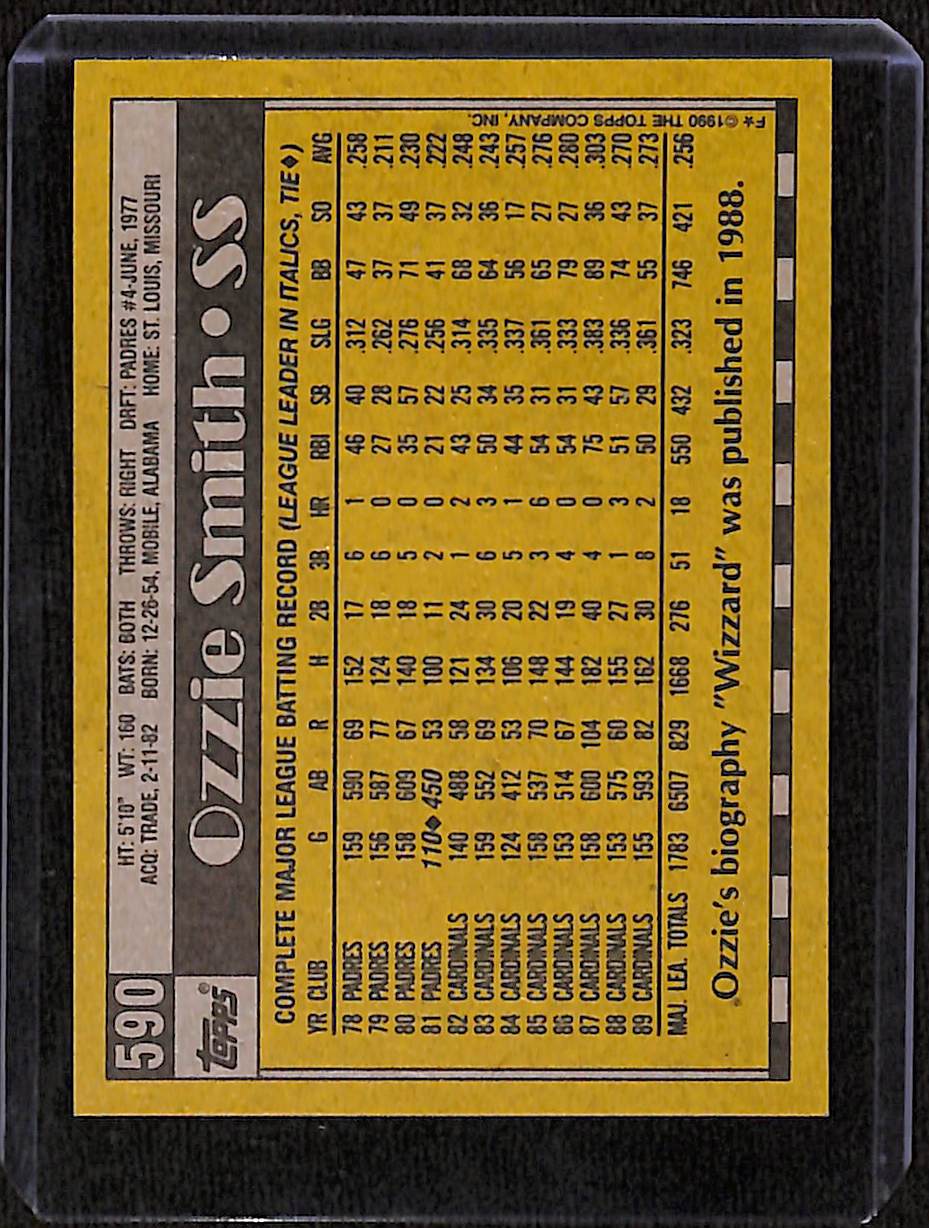 590
HT: 5'10" WT: 160 BATS: BOTH THROWS: RIGHT DRFT: PADRES #4-JUNE, 1977
ACQ: TRADE, 2-11-82 BORN: 12-26-54, MOBILE, ALABAMA HOME: ST. LOUIS, MISSOURI
Topps® Ozzie Smith • SS
COMPLETE MAJOR LEAGUE BATTING RECORD (LEAGUE LEADER IN ITALICS, TIE♦)
YR CLUB G AB R H 2B 3B HR RBI SB SLG BB SO AVG
78 PADRES 159 590 69 152 17 6 1 46 40 .312 47 43 .258
79 PADRES 156 587 77 124 18 6 0 27 28 .262 37 37 .211
80 PADRES 158 609 67 140 18 5 0 35 57 .276 71 49 .230
81 PADRES 110♦ 450 53 100 11 2 0 21 22 .256 41 37 .222
82 CARDINALS 140 488 58 121 24 1 2 43 25 .314 68 32 .248
83 CARDINALS 159 552 69 134 30 6 3 50 34 .335 64 36 .243
84 CARDINALS 124 412 53 106 20 5 1 44 35 .337 56 17 .257
85 CARDINALS 158 537 70 148 22 3 6 54 31 .361 65 27 .276
86 CARDINALS 153 514 67 144 19 4 0 54 31 .333 79 27 .280
87 CARDINALS 158 600 104 182 40 4 0 75 43 .383 89 36 .303
88 CARDINALS 153 575 60 155 27 1 3 51 57 .336 74 43 .270
89 CARDINALS 155 593 82 162 30 8 2 50 29 .361 55 37 .273
MAJ. LEA. TOTALS 1783 6507 829 1668 276 51 18 550 432 .323 746 421 .256
Ozzie's biography "Wizzard" was published in 1988.
F★ ©1990 THE TOPPS COMPANY, INC.